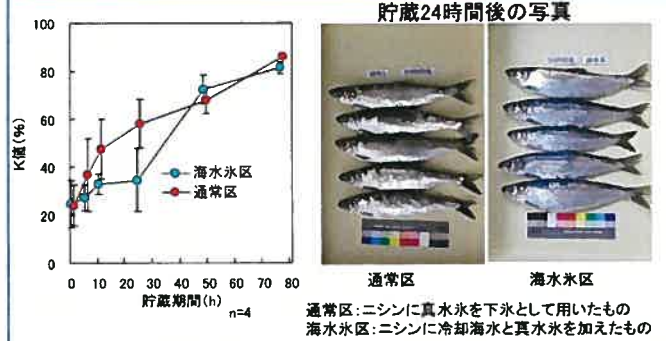 貯蔵24時間後の写真
100
80
60
40
20
0
K値(%)
海水氷区
通常区
0 10 20 30 40 50 60 70 80
貯蔵期間(h)
n=4
通常区
海水氷区
通常区:ニシンに真水氷を下氷として用いたもの
海水氷区:ニシンに冷却海水と真水氷を加えたもの